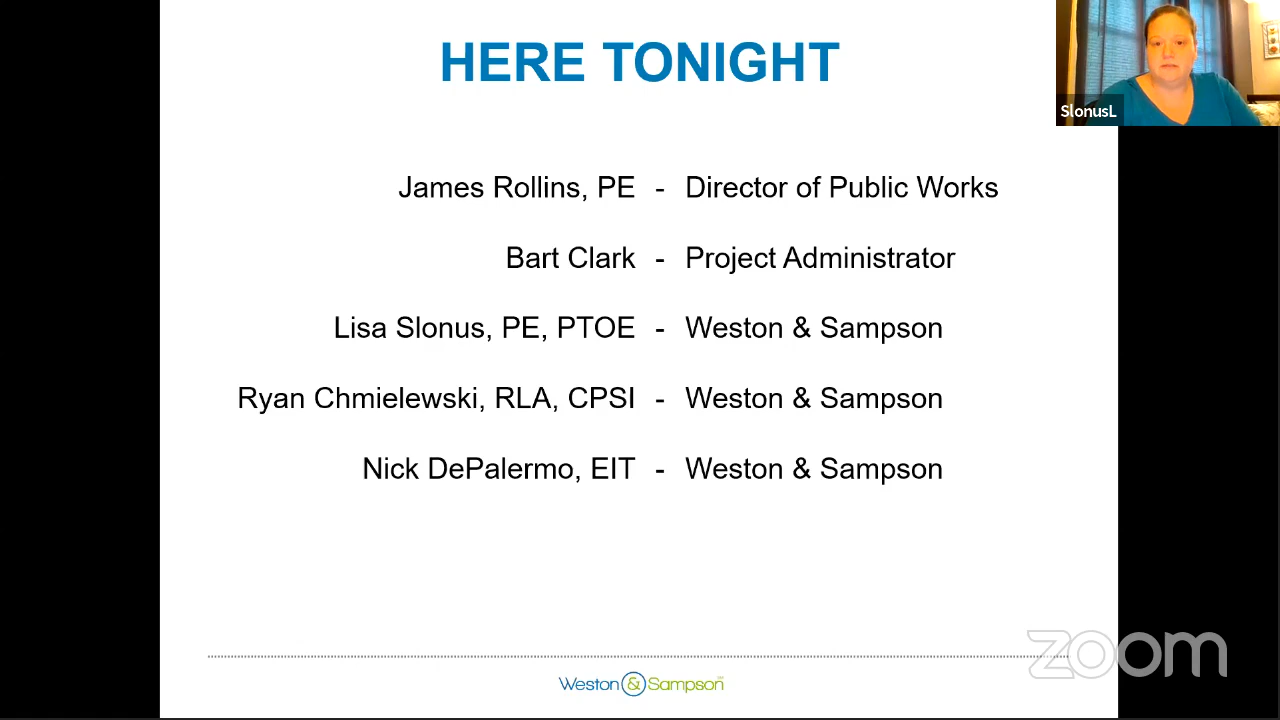 HERE TONIGHT
SlonusL
James Rollins, PE - Director of Public Works
Bart Clark - Project Administrator
Lisa Slonus, PE, PTOE - Weston & Sampson
Ryan Chmielewski, RLA, CPSI - Weston & Sampson
Nick DePalermo, EIT - Weston & Sampson
zoom
Weston & Sampson